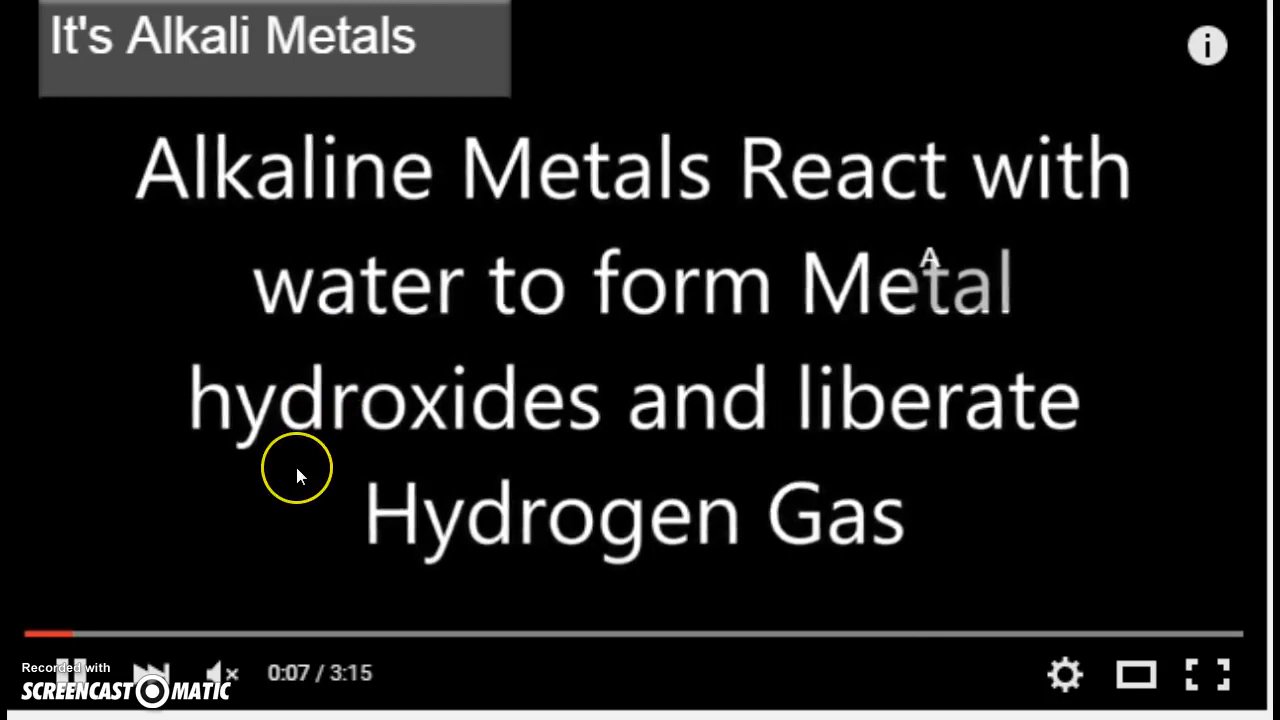 It's Alkali Metals
i
Alkaline Metals React with
water to form Metal
A
hydroxides and liberate
Hydrogen Gas
Recorded with
SCREENCAST O MATIC
0:07 / 3:15